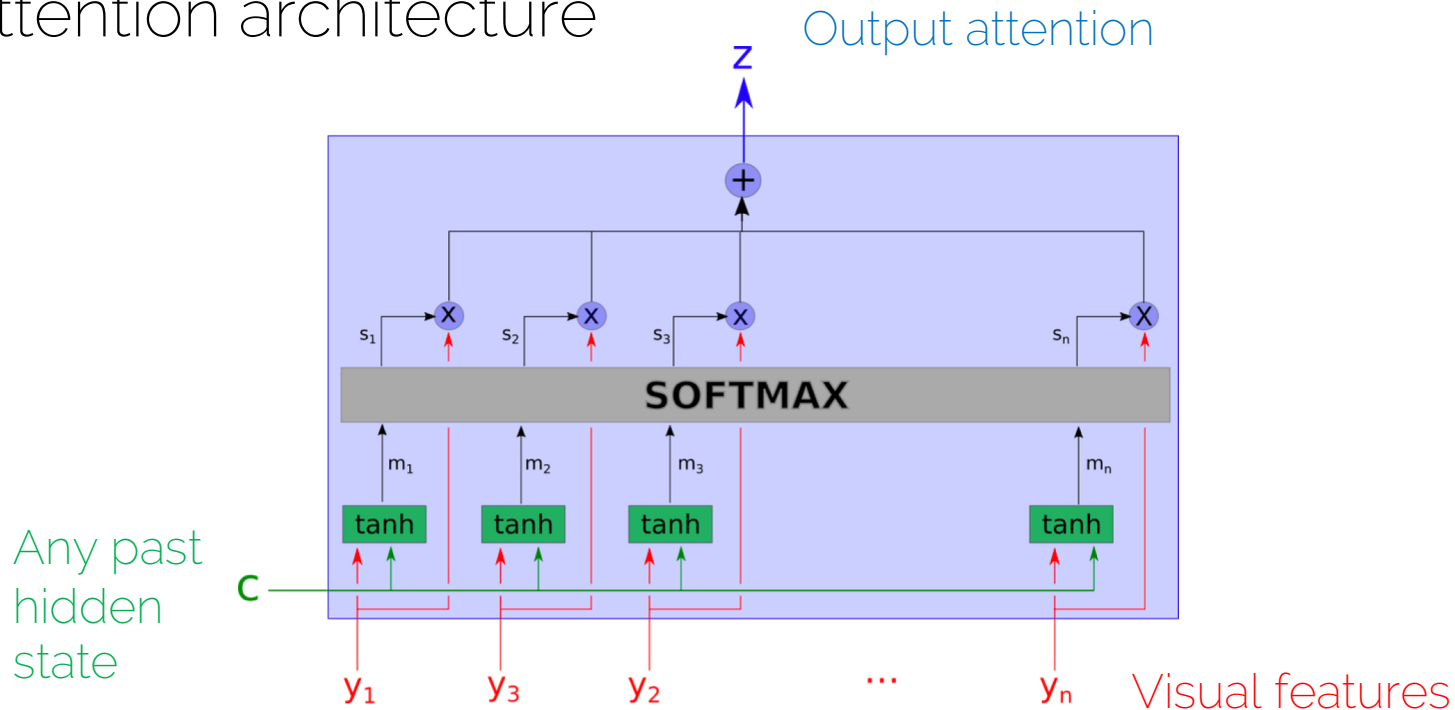 ttention architecture
Output attention
z
+
x x x x
s₁ s₂ s₃ sₙ
SOFTMAX
m₁ m₂ m₃ mₙ
tanh tanh tanh tanh
Any past
hidden
state
c
y₁ y₃ y₂ ... yₙ
Visual features